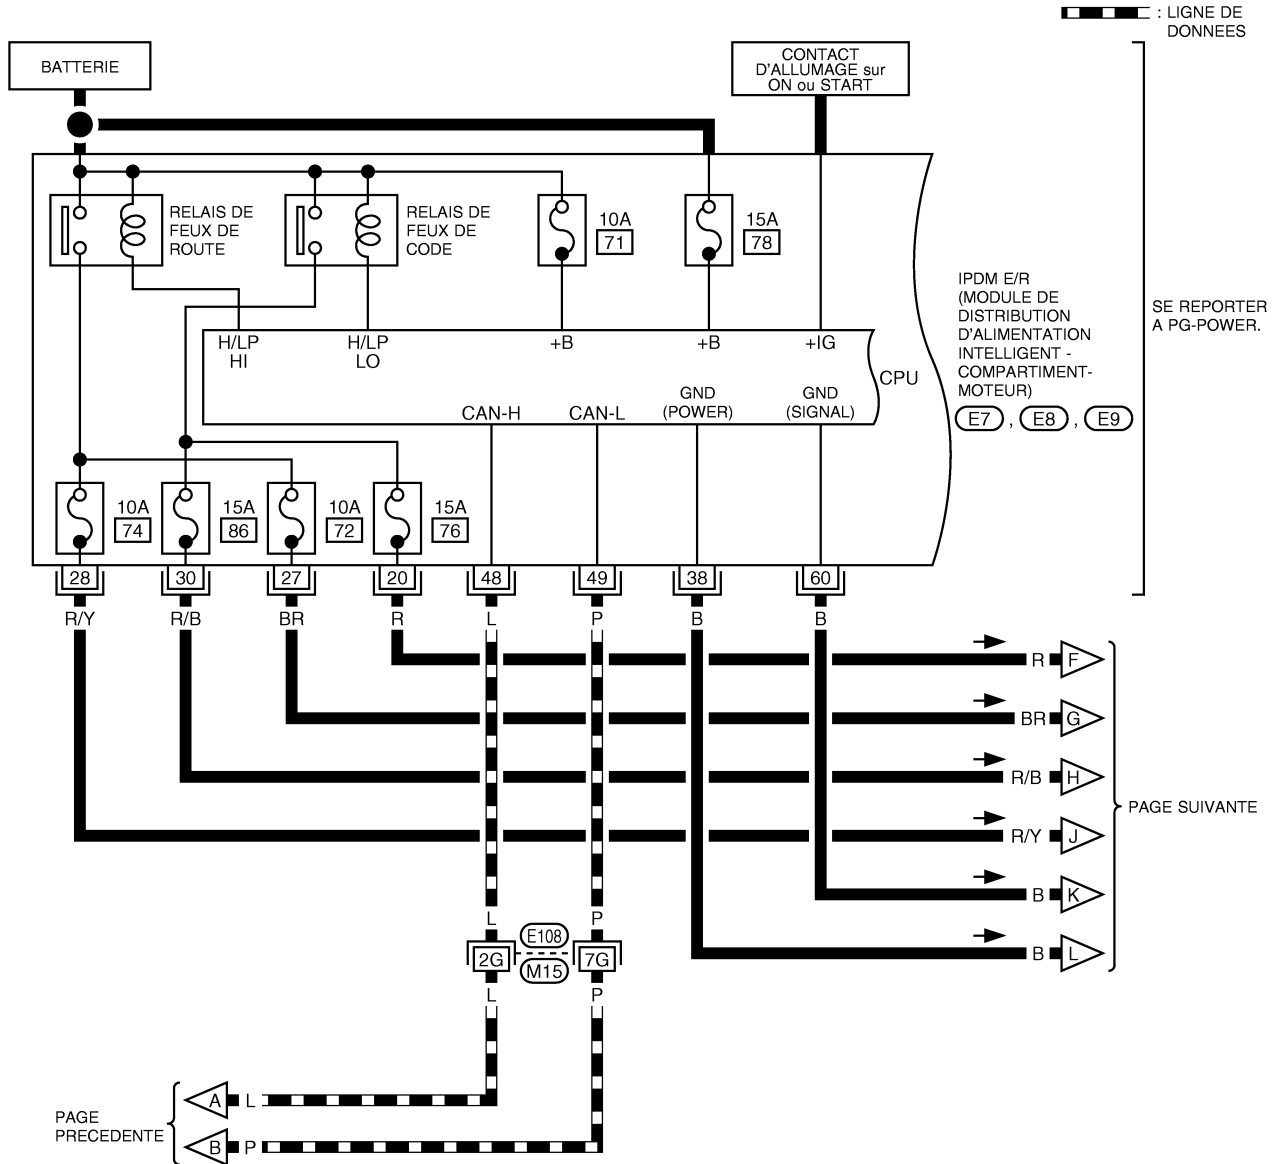 : LIGNE DE
DONNEES
BATTERIE
CONTACT
D'ALLUMAGE sur
ON ou START
RELAIS DE
FEUX DE
ROUTE
RELAIS DE
FEUX DE
CODE
10A
71
15A
78
IPDM E/R
(MODULE DE
DISTRIBUTION
D'ALIMENTATION
INTELLIGENT -
COMPARTIMENT-
MOTEUR)
E7 , E8 , E9
SE REPORTER
A PG-POWER.
H/LP
HI
H/LP
LO
+B
+B
+IG
CPU
CAN-H
CAN-L
GND
(POWER)
GND
(SIGNAL)
10A
74
15A
86
10A
72
15A
76
28
30
27
20
48
49
38
60
R/Y
R/B
BR
R
L
P
B
B
R F
BR G
R/B H
R/Y J
B K
B L
PAGE SUIVANTE
L
P
E108
2G
M15
7G
L
P
A L
B P
PAGE
PRECEDENTE